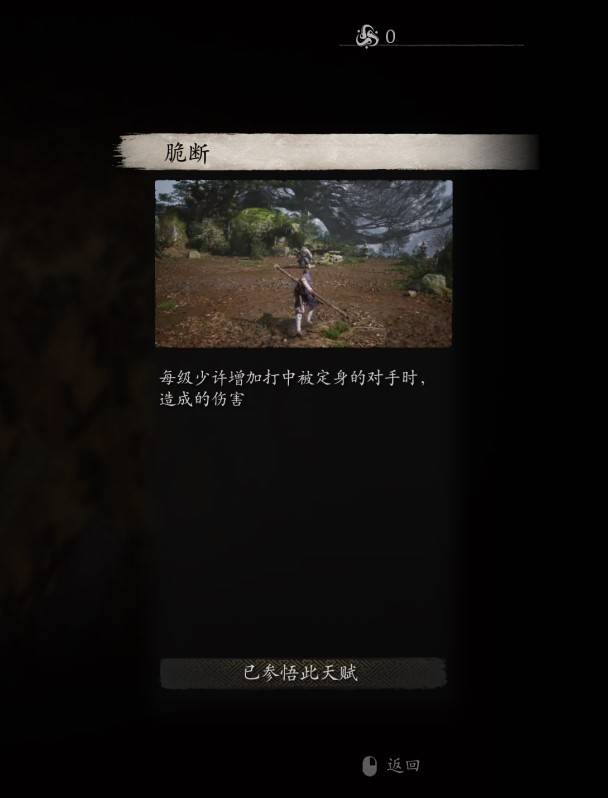 0
脆断
每级少许增加打中被定身的对手时，
造成的伤害
已参悟此天赋
返回